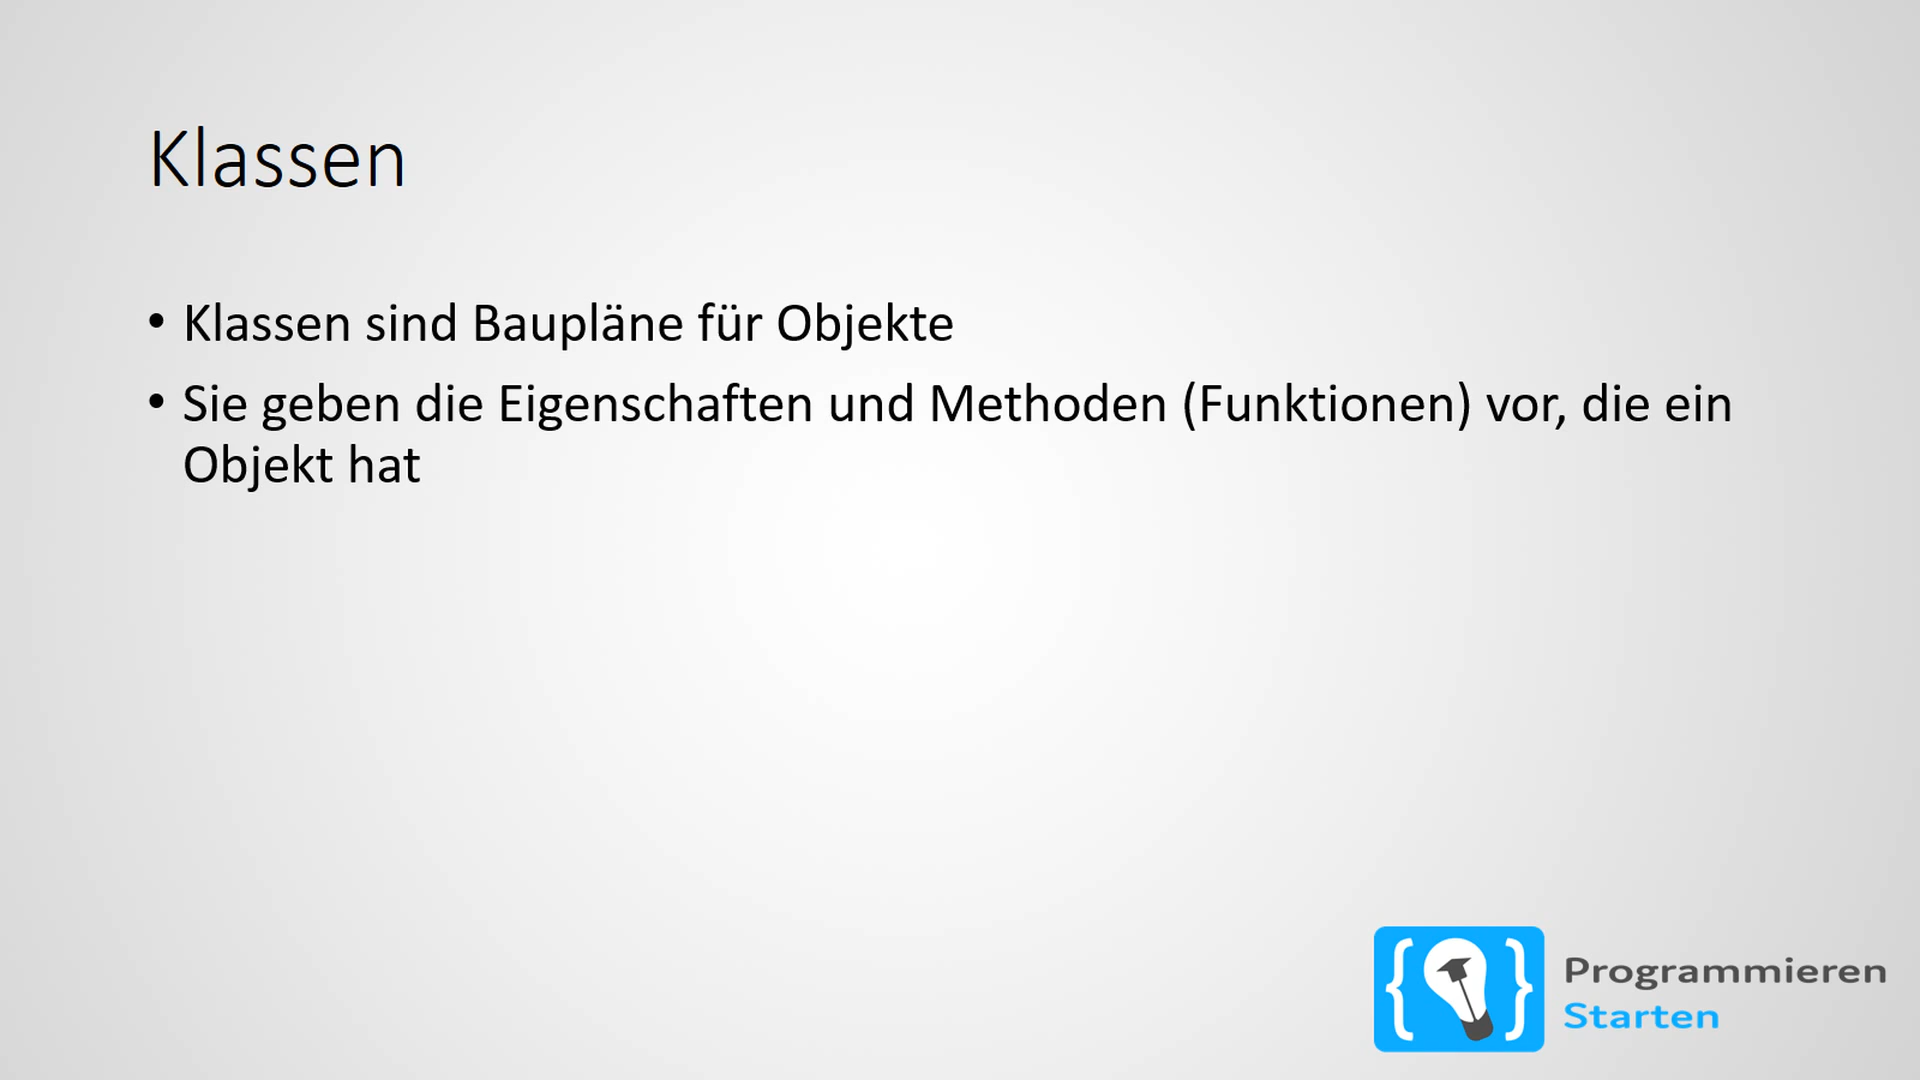 Klassen
• Klassen sind Baupläne für Objekte
• Sie geben die Eigenschaften und Methoden (Funktionen) vor, die ein
Objekt hat
{ }
Programmieren
Starten